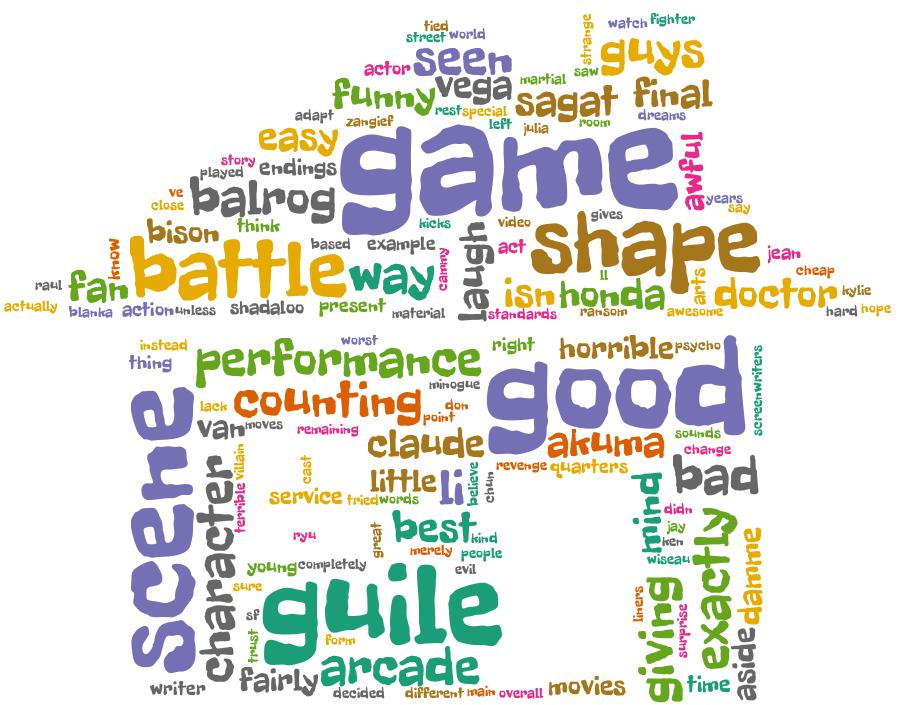 tied
street world
strange
watch fighter
actor seen
guys
funny vega martial saw
sagat final
rest special
adapt zangief left julia room dreams
easy game awful
story
played endings
balrog
ve
close
years
say
bison think kicks video gives
shape
know battle based example laugh act jean
raul fan way cammy ll arts cheap
isn honda doctor kylie
actually blanka action unless shadaloo present material standards ransom awesome hard hope
instead
thing
worst
performance
right
horrible psycho
screenwriters
scene lack counting minogue don
point
good
van moves remaining
claude
akuma sounds
change
character villain
terrible
cast
little li believe chun
revenge quarters
mind bad
service tried words
didn
jay
ken
wiseau
exactly
ryu great best kind
merely people
damme
young completely evil
sure
guile
sf
trust
form
liners
giving
surprise
aside
writer fairly arcade
time
decided different main overall movies